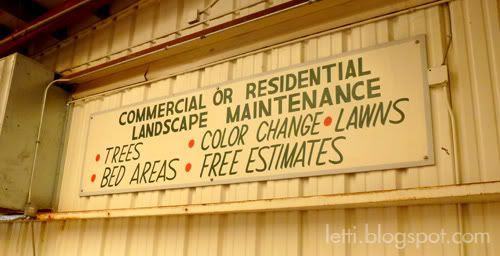 COMMERCIAL OR RESIDENTIAL
LANDSCAPE MAINTENANCE
• TREES • COLOR CHANGE • LAWNS
• BED AREAS • FREE ESTIMATES
letti.blogspot.com